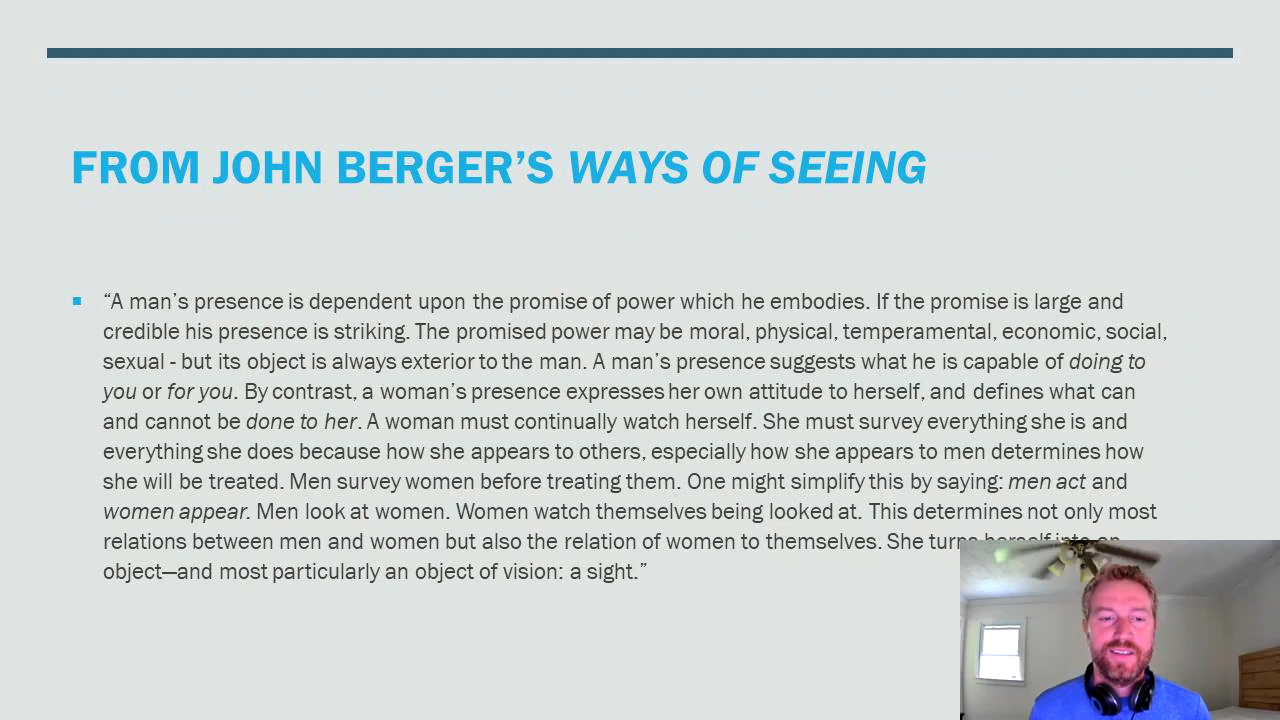 FROM JOHN BERGER’S WAYS OF SEEING
“A man’s presence is dependent upon the promise of power which he embodies. If the promise is large and
credible his presence is striking. The promised power may be moral, physical, temperamental, economic, social,
sexual - but its object is always exterior to the man. A man’s presence suggests what he is capable of doing to
you or for you. By contrast, a woman’s presence expresses her own attitude to herself, and defines what can
and cannot be done to her. A woman must continually watch herself. She must survey everything she is and
everything she does because how she appears to others, especially how she appears to men determines how
she will be treated. Men survey women before treating them. One might simplify this by saying: men act and
women appear. Men look at women. Women watch themselves being looked at. This determines not only most
relations between men and women but also the relation of women to themselves. She turns herself into an
object—and most particularly an object of vision: a sight.”